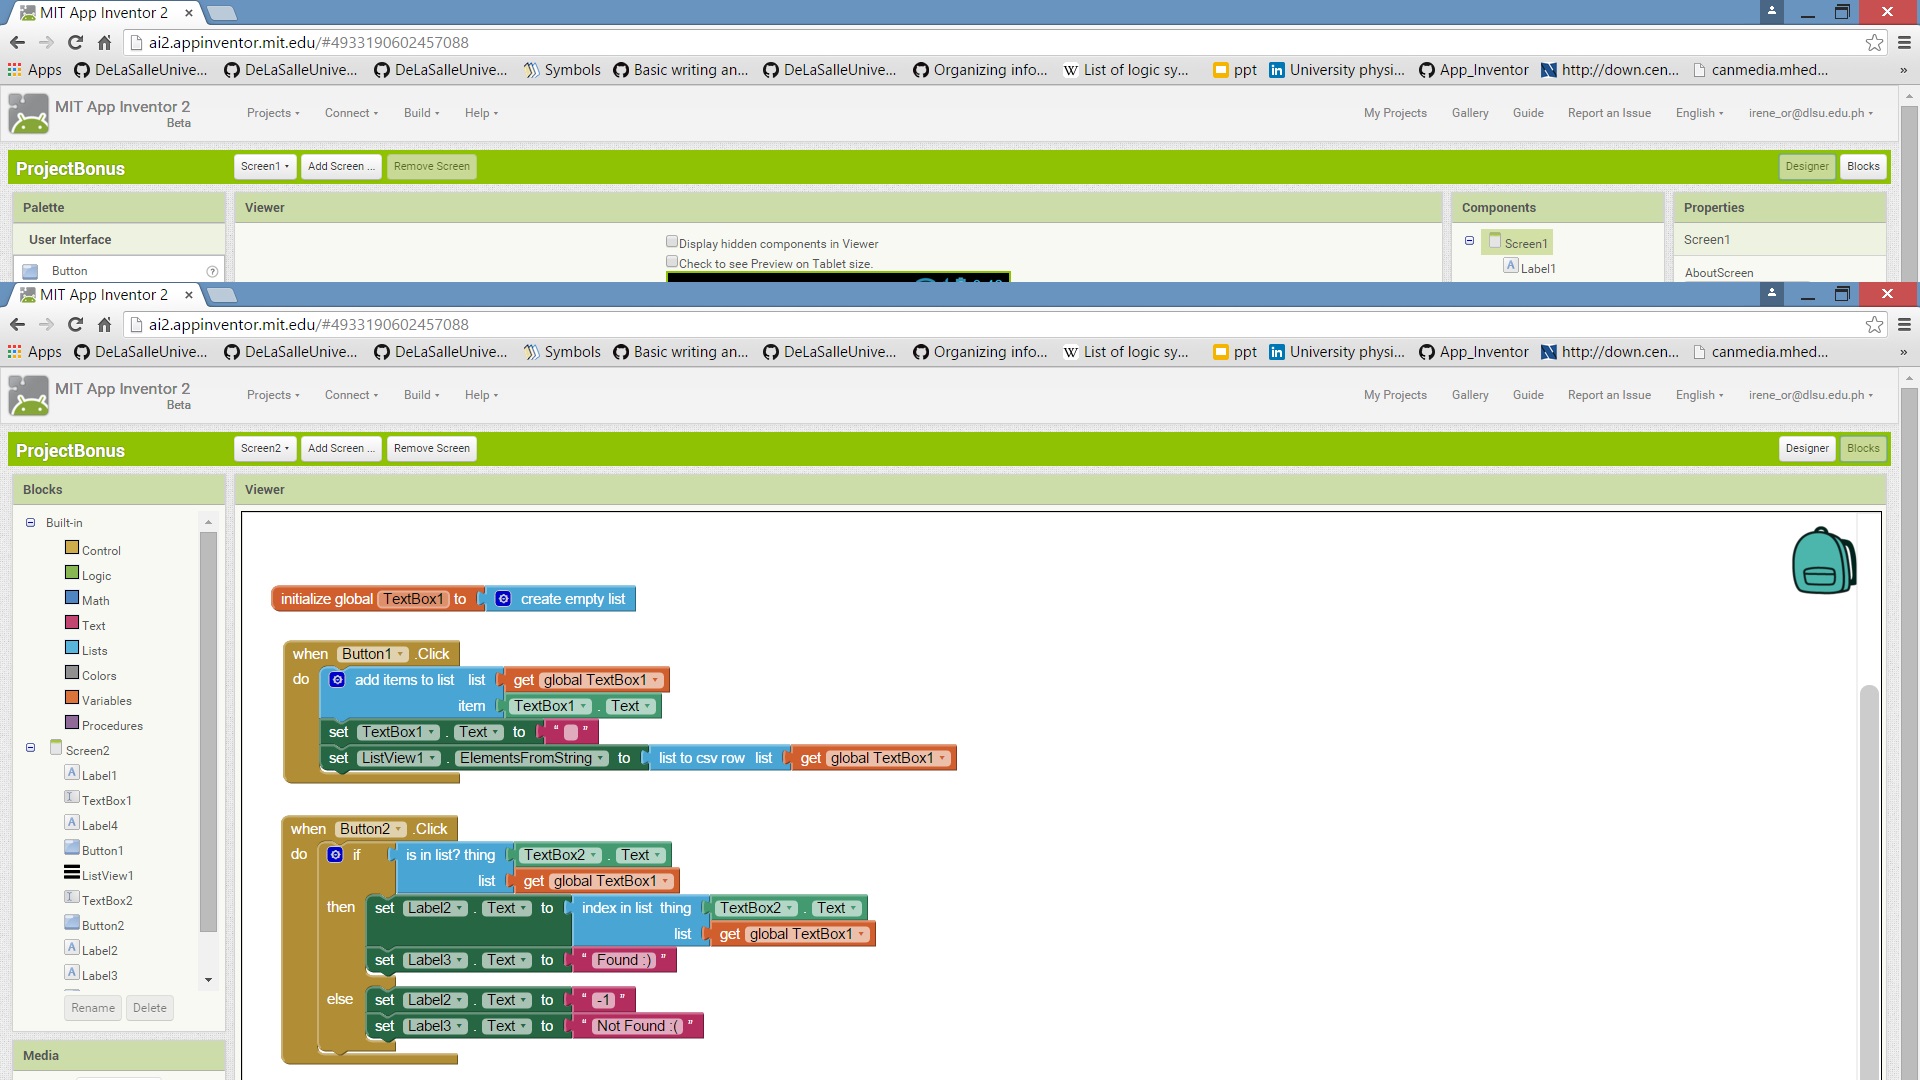 MIT App Inventor 2
ai2.appinventor.mit.edu/#4933190602457088
Apps DeLaSalleUnive... DeLaSalleUnive... DeLaSalleUnive... Symbols Basic writing an... DeLaSalleUnive... Organizing info... W List of logic sy... ppt in University physi... App_Inventor N http://down.cen... canmedia.mhed... »
MIT App Inventor 2
Beta
Projects Connect Build Help My Projects Gallery Guide Report an Issue English irene_or@dlsu.edu.ph
ProjectBonus Screen1 Add Screen ... Remove Screen Designer Blocks
Palette Viewer Components Properties
User Interface
Display hidden components in Viewer
Screen1 Screen1
Button ?
Check to see Preview on Tablet size.
A Label1
AboutScreen
MIT App Inventor 2
ai2.appinventor.mit.edu/#4933190602457088
Apps DeLaSalleUnive... DeLaSalleUnive... DeLaSalleUnive... Symbols Basic writing an... DeLaSalleUnive... Organizing info... W List of logic sy... ppt in University physi... App_Inventor N http://down.cen... canmedia.mhed... »
MIT App Inventor 2
Beta
Projects Connect Build Help My Projects Gallery Guide Report an Issue English irene_or@dlsu.edu.ph
ProjectBonus Screen2 Add Screen ... Remove Screen Designer Blocks
Blocks Viewer
Built-in
Control
Logic
Math
Text
Lists
Colors
Variables
Procedures
Screen2
A Label1
TextBox1
A Label4
Button1
ListView1
TextBox2
Button2
A Label2
A Label3
Rename Delete
Media
initialize global TextBox1 to create empty list
when Button1 .Click
do add items to list list get global TextBox1
item TextBox1 . Text
set TextBox1 . Text to “ ”
set ListView1 . ElementsFromString to list to csv row list get global TextBox1
when Button2 .Click
do if is in list? thing TextBox2 . Text
list get global TextBox1
then set Label2 . Text to index in list thing TextBox2 . Text
list get global TextBox1
set Label3 . Text to “ Found :) ”
else set Label2 . Text to “ -1 ”
set Label3 . Text to “ Not Found :( ”